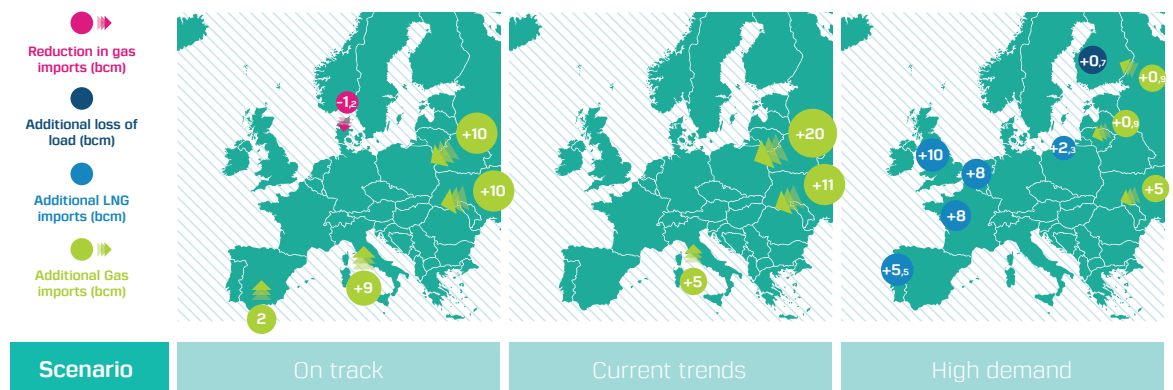 Reduction in gas
imports (bcm)
Additional loss of
load (bcm)
Additional LNG
imports (bcm)
Additional Gas
imports (bcm)
-1,2
+10
+10
+9
2
+20
+11
+5
+0,7
+0,9
+0,9
+2,3
+10
+8
+5
+8
+5,5
Scenario
On track
Current trends
High demand